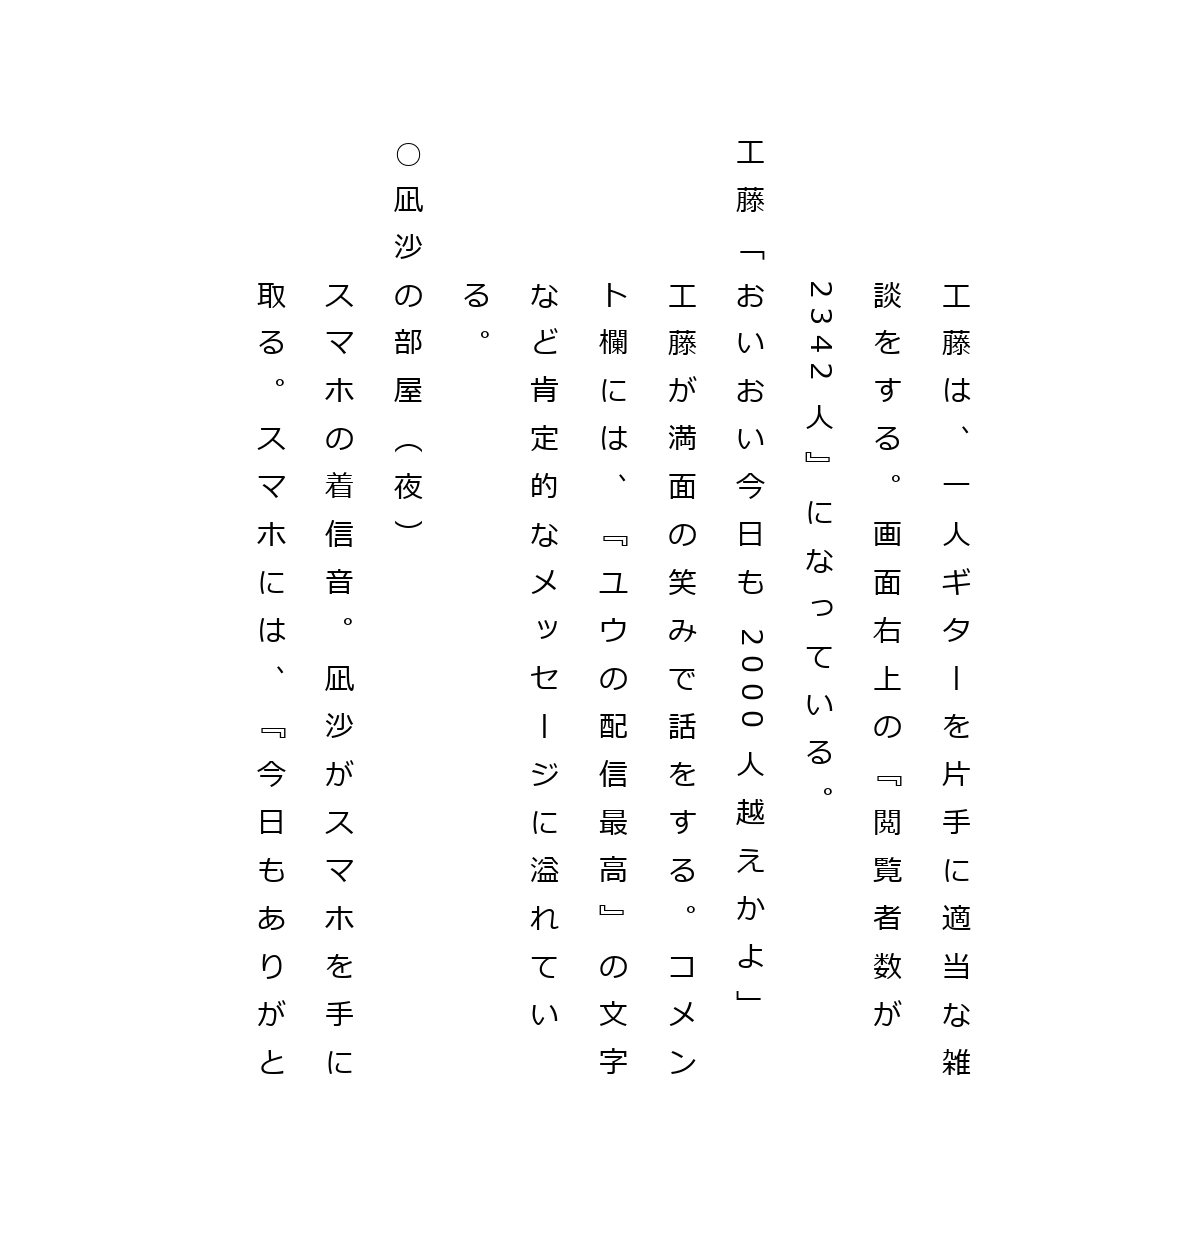 工藤は、一人ギターを片手に適当な雑
談をする。画面右上の『閲覧者数が
2342人』になっている。
工藤「おいおい今日も2000人越えかよ」
工藤が満面の笑みで話をする。コメン
ト欄には、『ユウの配信最高』の文字
など肯定的なメッセージに溢れてい
る。
〇凪沙の部屋（夜）
スマホの着信音。凪沙がスマホを手に
取る。スマホには、『今日もありがと